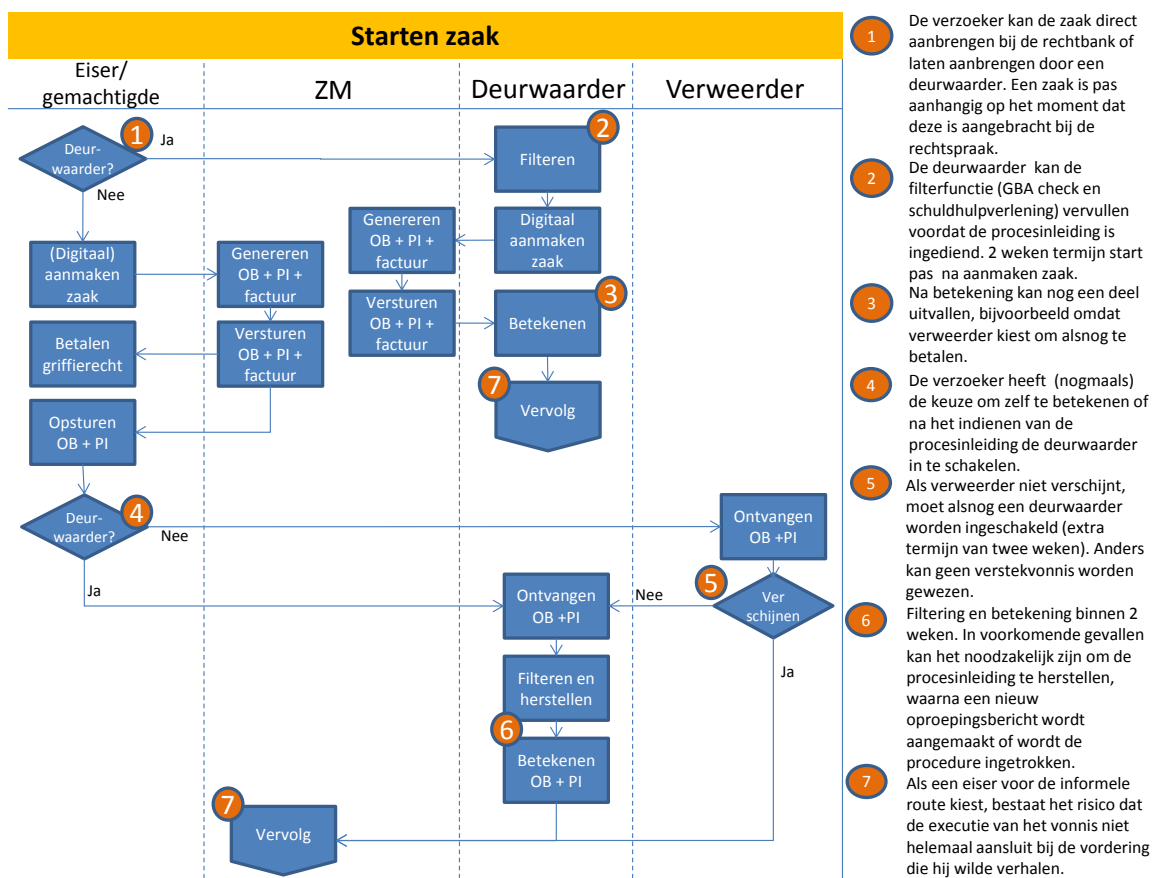 Starten zaak
Eiser/
gemachtigde
ZM
Deurwaarder
Verweerder
1
Deur-
waarder?
Ja
Nee
2
Filteren
Genereren
OB + PI +
factuur
Digitaal
aanmaken
zaak
(Digitaal)
aanmaken
zaak
Genereren
OB + PI +
factuur
Versturen
OB + PI +
factuur
3
Betekenen
Betalen
griffierecht
Versturen
OB + PI +
factuur
7
Vervolg
Opsturen
OB + PI
4
Deur-
waarder?
Nee
Ja
Ontvangen
OB +PI
5
Ver
schijnen
Nee
Ja
Ontvangen
OB +PI
Filteren en
herstellen
6
Betekenen
OB + PI
7
Vervolg
1
De verzoeker kan de zaak direct
aanbrengen bij de rechtbank of
laten aanbrengen door een
deurwaarder. Een zaak is pas
aanhangig op het moment dat
deze is aangebracht bij de
rechtspraak.
2
De deurwaarder kan de
filterfunctie (GBA check en
schuldhulpverlening) vervullen
voordat de procesinleiding is
ingediend. 2 weken termijn start
pas na aanmaken zaak.
3
Na betekening kan nog een deel
uitvallen, bijvoorbeeld omdat
verweerder kiest om alsnog te
betalen.
4
De verzoeker heeft (nogmaals)
de keuze om zelf te betekenen of
na het indienen van de
procesinleiding de deurwaarder
in te schakelen.
5
Als verweerder niet verschijnt,
moet alsnog een deurwaarder
worden ingeschakeld (extra
termijn van twee weken). Anders
kan geen verstekvonnis worden
gewezen.
6
Filtering en betekening binnen 2
weken. In voorkomende gevallen
kan het noodzakelijk zijn om de
procesinleiding te herstellen,
waarna een nieuw
oproepingsbericht wordt
aangemaakt of wordt de
procedure ingetrokken.
7
Als een eiser voor de informele
route kiest, bestaat het risico dat
de executie van het vonnis niet
helemaal aansluit bij de vordering
die hij wilde verhalen.